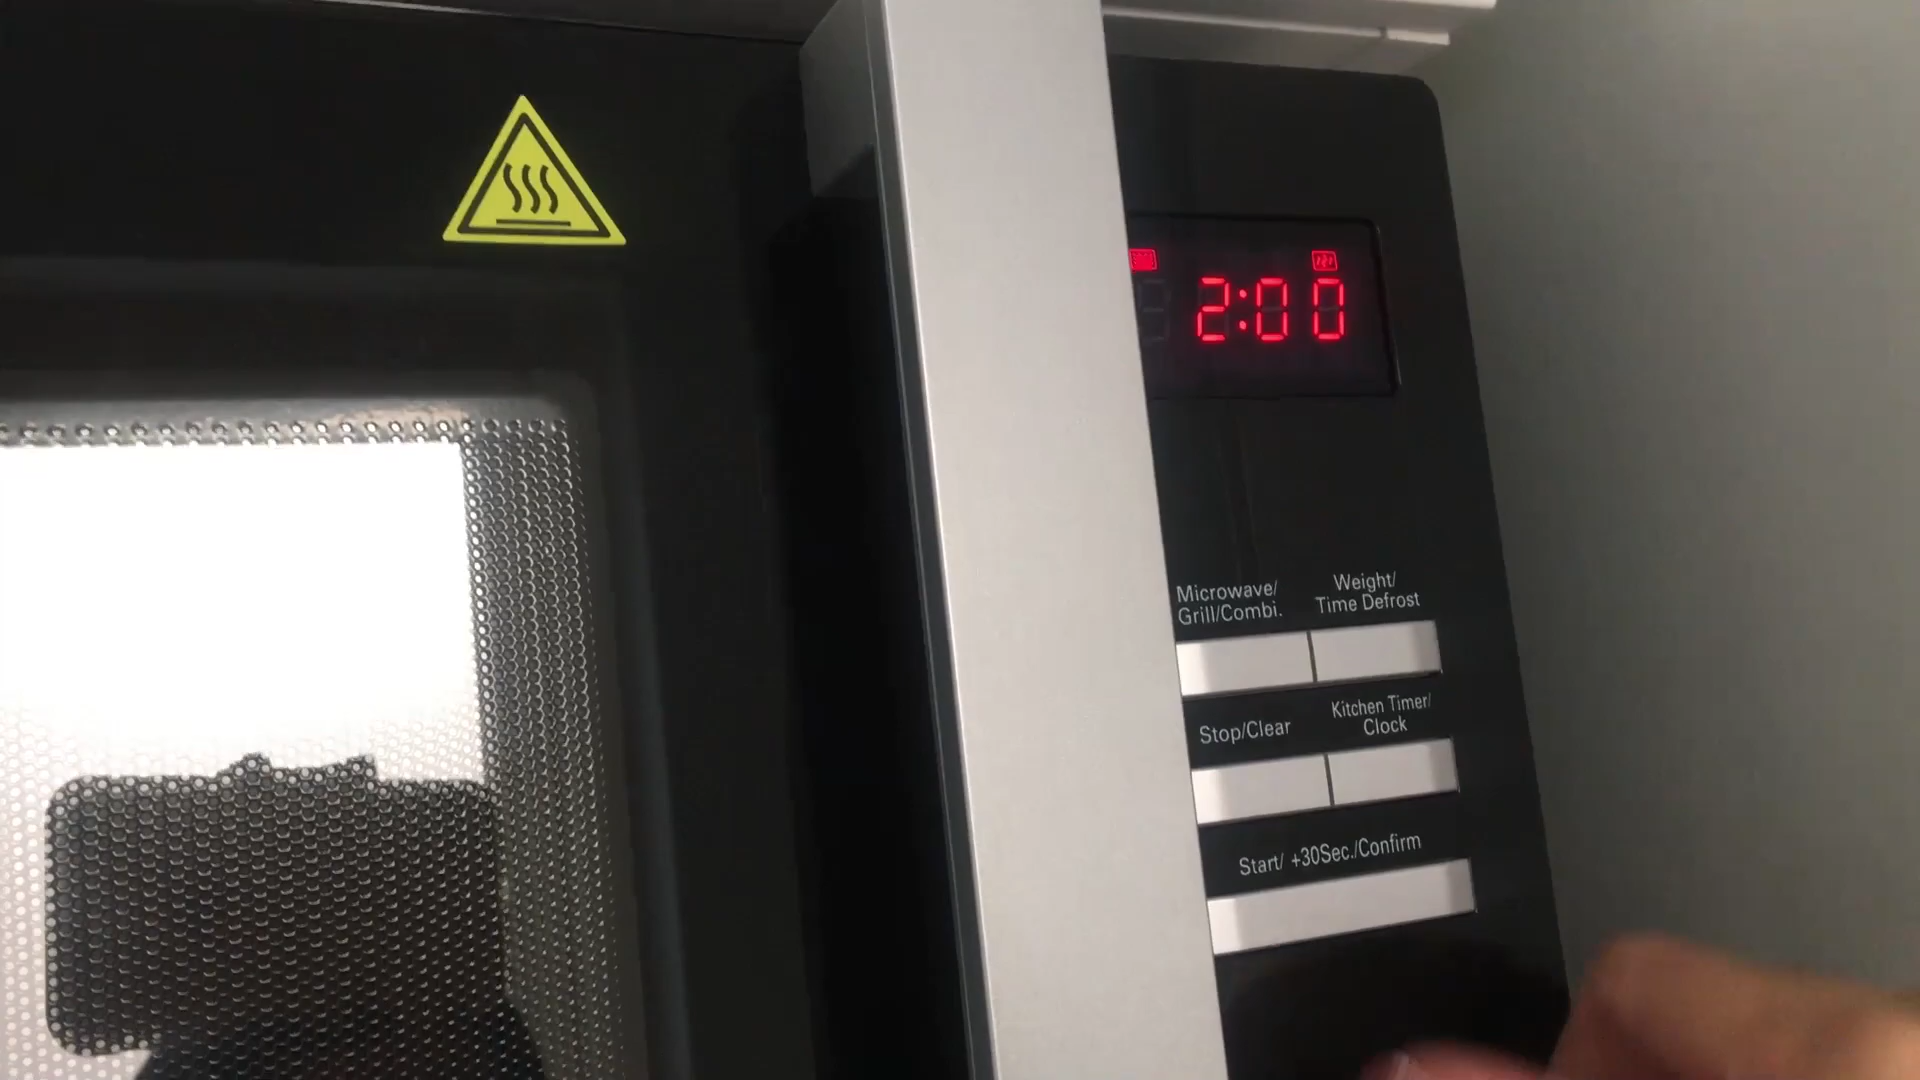 2:00
Microwave/
Grill/Combi.
Weight/
Time Defrost
Stop/Clear
Kitchen Timer/
Clock
Start/ +30Sec./Confirm